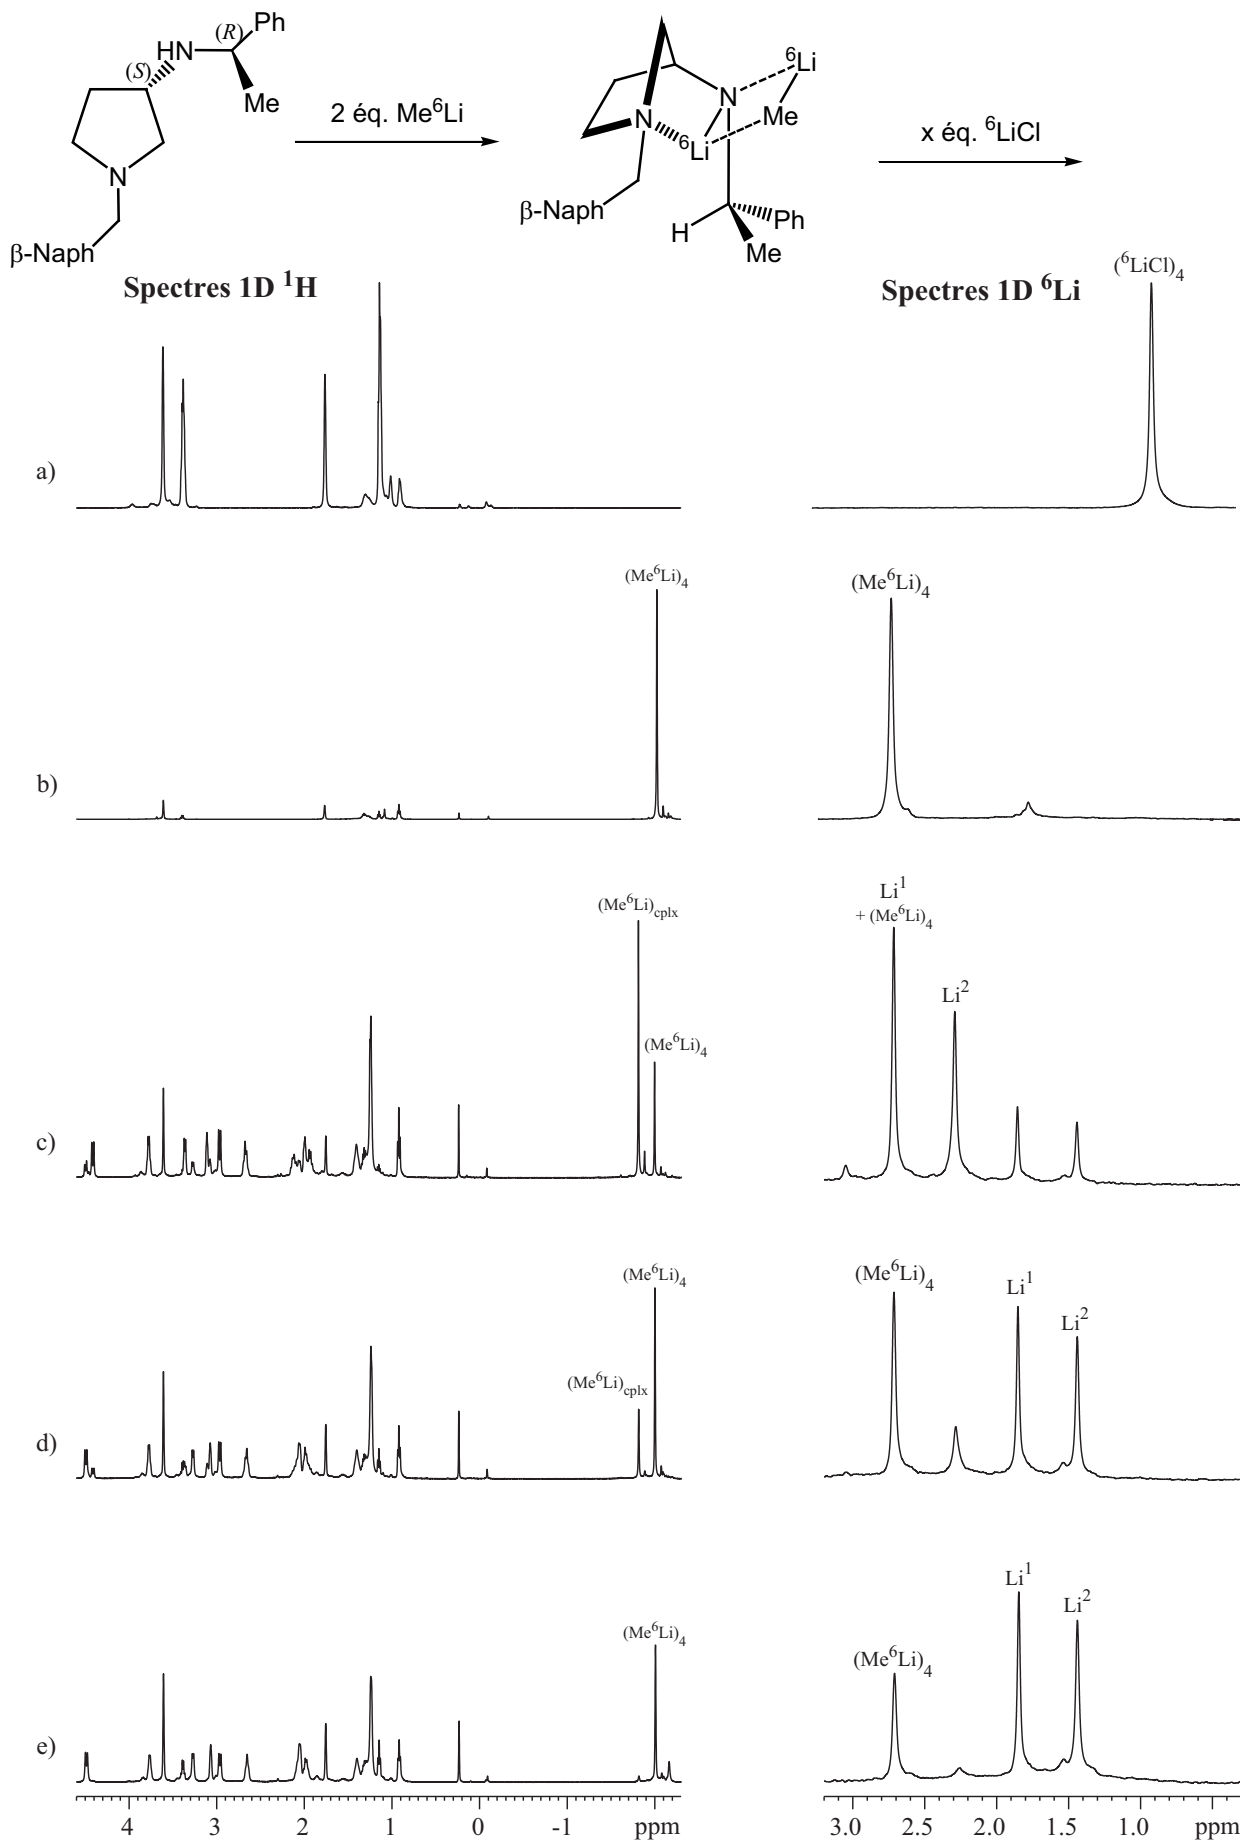 Ph
(R)
HN
(S)
Me
N
β-Naph
2 éq. Me⁶Li
⁶Li
N
Me
N
⁶Li
β-Naph
H
Ph
Me
x éq. ⁶LiCl
Spectres 1D ¹H
Spectres 1D ⁶Li
(⁶LiCl)₄
a)
(Me⁶Li)₄
(Me⁶Li)₄
b)
Li¹
+ (Me⁶Li)₄
(Me⁶Li)cplx
Li²
(Me⁶Li)₄
c)
(Me⁶Li)₄
(Me⁶Li)₄
Li¹
Li²
(Me⁶Li)cplx
d)
Li¹
Li²
(Me⁶Li)₄
(Me⁶Li)₄
e)
4 3 2 1 0 -1 ppm
3.0 2.5 2.0 1.5 1.0 ppm